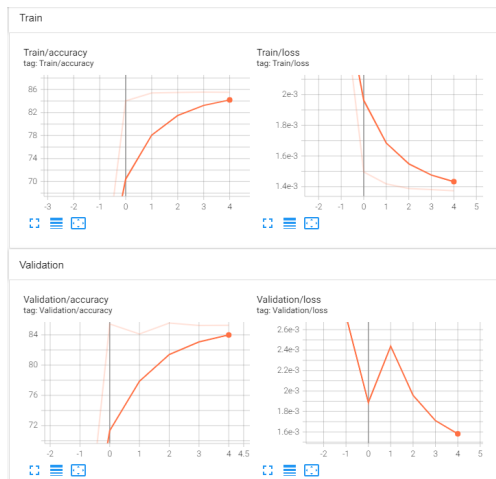 Train
Train/accuracy
tag: Train/accuracy
86
82
78
74
70
-3 -2 -1 0 1 2 3 4
Train/loss
tag: Train/loss
2e-3
1.8e-3
1.6e-3
1.4e-3
-2 -1 0 1 2 3 4 5
Validation
Validation/accuracy
tag: Validation/accuracy
84
80
76
72
-2 -1 0 1 2 3 4 4.5
Validation/loss
tag: Validation/loss
2.6e-3
2.4e-3
2.2e-3
2e-3
1.8e-3
1.6e-3
-2 -1 0 1 2 3 4 5